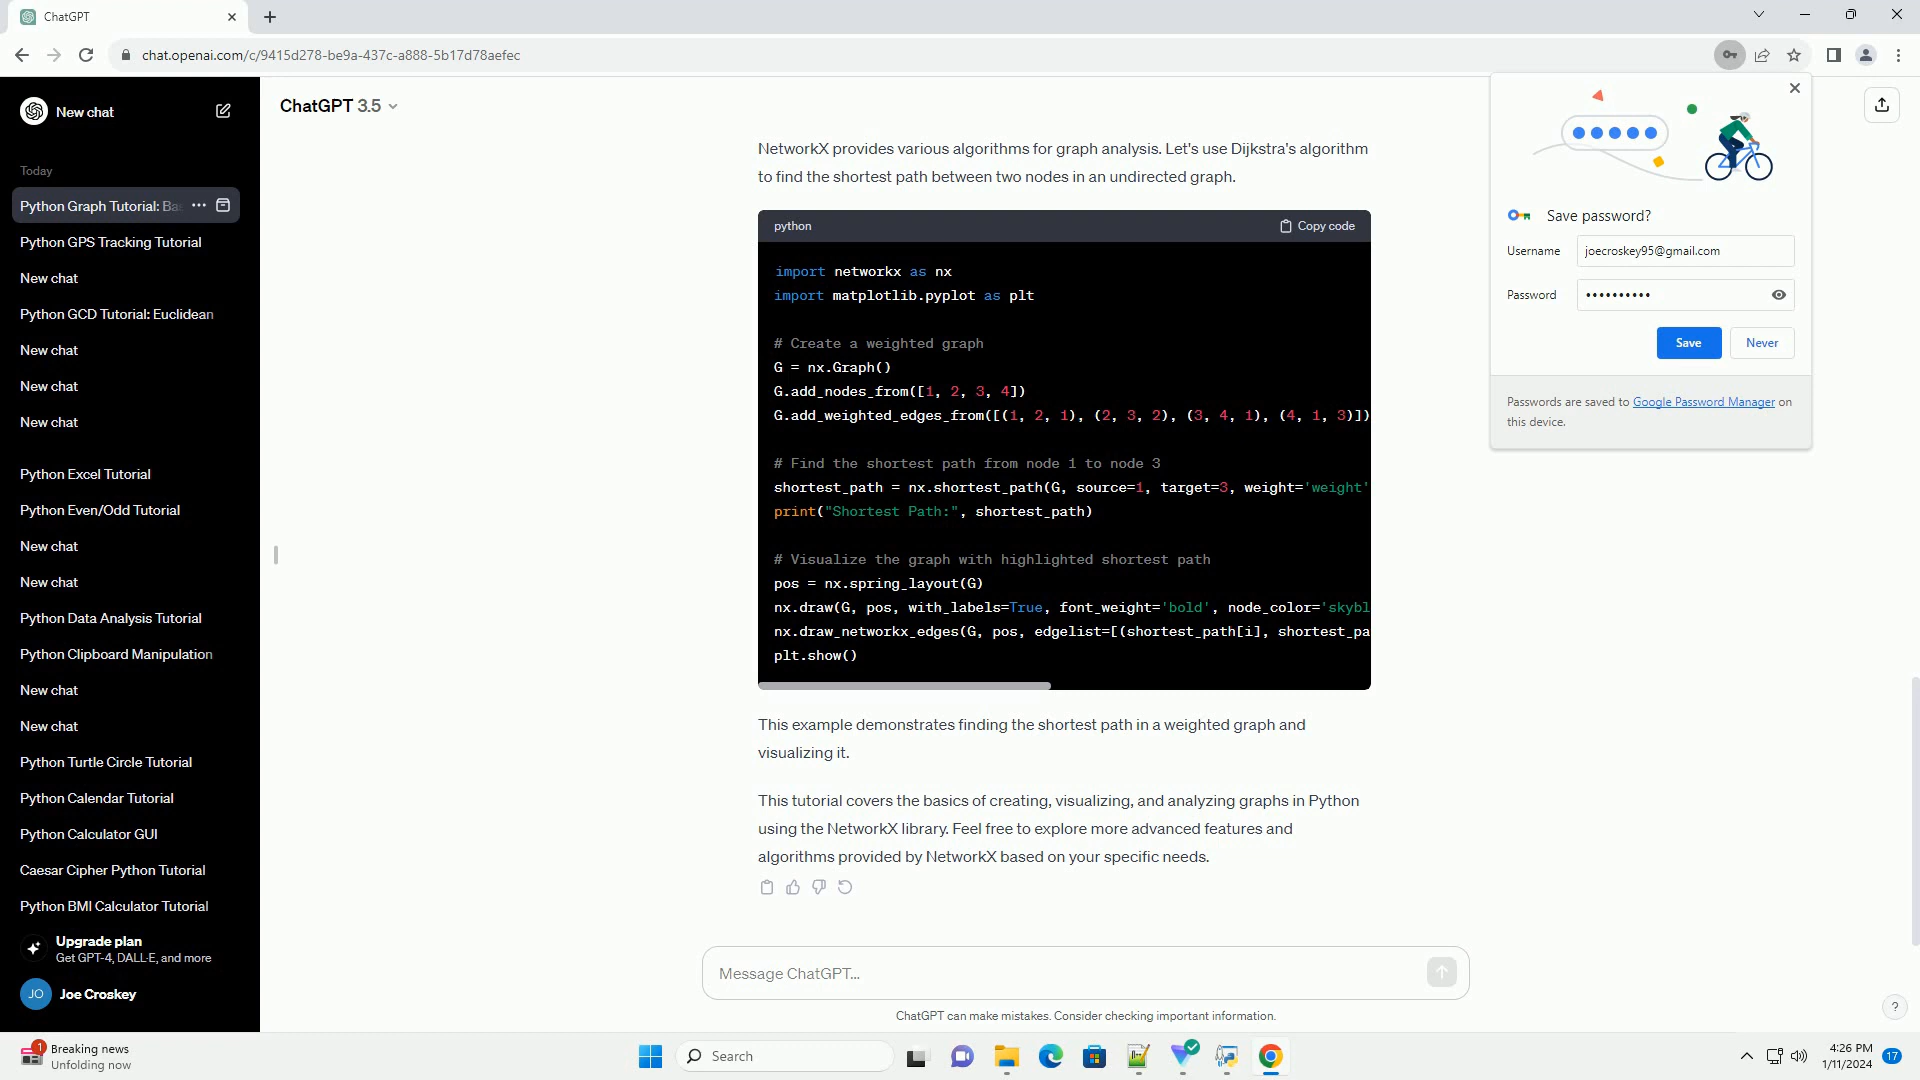 ChatGPT
chat.openai.com/c/9415d278-be9a-437c-a888-5b17d78aefec
New chat
Today
Python Graph Tutorial: Ba
Python GPS Tracking Tutorial
New chat
Python GCD Tutorial: Euclidean
New chat
New chat
New chat
Python Excel Tutorial
Python Even/Odd Tutorial
New chat
New chat
Python Data Analysis Tutorial
Python Clipboard Manipulation
New chat
New chat
Python Turtle Circle Tutorial
Python Calendar Tutorial
Python Calculator GUI
Caesar Cipher Python Tutorial
Python BMI Calculator Tutorial
Upgrade plan
Get GPT-4, DALL·E, and more
JO Joe Croskey
ChatGPT 3.5
NetworkX provides various algorithms for graph analysis. Let's use Dijkstra's algorithm
to find the shortest path between two nodes in an undirected graph.
python Copy code
import networkx as nx
import matplotlib.pyplot as plt
# Create a weighted graph
G = nx.Graph()
G.add_nodes_from([1, 2, 3, 4])
G.add_weighted_edges_from([(1, 2, 1), (2, 3, 2), (3, 4, 1), (4, 1, 3)])
# Find the shortest path from node 1 to node 3
shortest_path = nx.shortest_path(G, source=1, target=3, weight='weight'
print("Shortest Path:", shortest_path)
# Visualize the graph with highlighted shortest path
pos = nx.spring_layout(G)
nx.draw(G, pos, with_labels=True, font_weight='bold', node_color='skybl
nx.draw_networkx_edges(G, pos, edgelist=[(shortest_path[i], shortest_pa
plt.show()
This example demonstrates finding the shortest path in a weighted graph and
visualizing it.
This tutorial covers the basics of creating, visualizing, and analyzing graphs in Python
using the NetworkX library. Feel free to explore more advanced features and
algorithms provided by NetworkX based on your specific needs.
Message ChatGPT...
ChatGPT can make mistakes. Consider checking important information.
?
Save password?
Username joecroskey95@gmail.com
Password ••••••••••
Save Never
Passwords are saved to Google Password Manager on
this device.
1
Breaking news
Unfolding now
Search
4:26 PM
1/11/2024
17